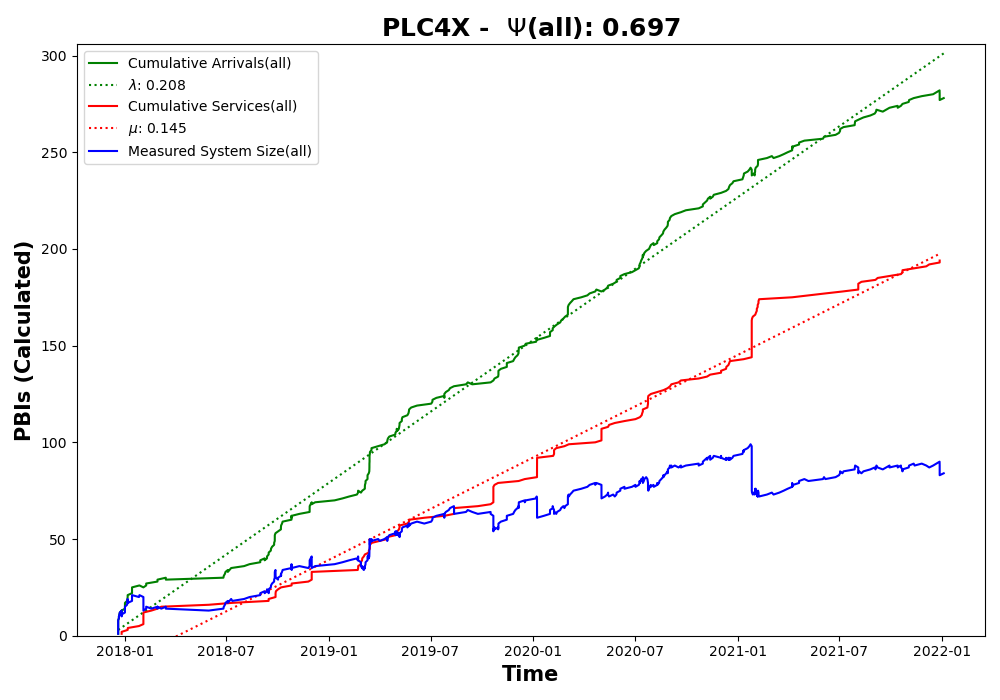 PLC4X - Ψ(all): 0.697
Cumulative Arrivals(all)
λ: 0.208
Cumulative Services(all)
μ: 0.145
Measured System Size(all)
PBIs (Calculated)
300
250
200
150
100
50
0
2018-01 2018-07 2019-01 2019-07 2020-01 2020-07 2021-01 2021-07 2022-01
Time